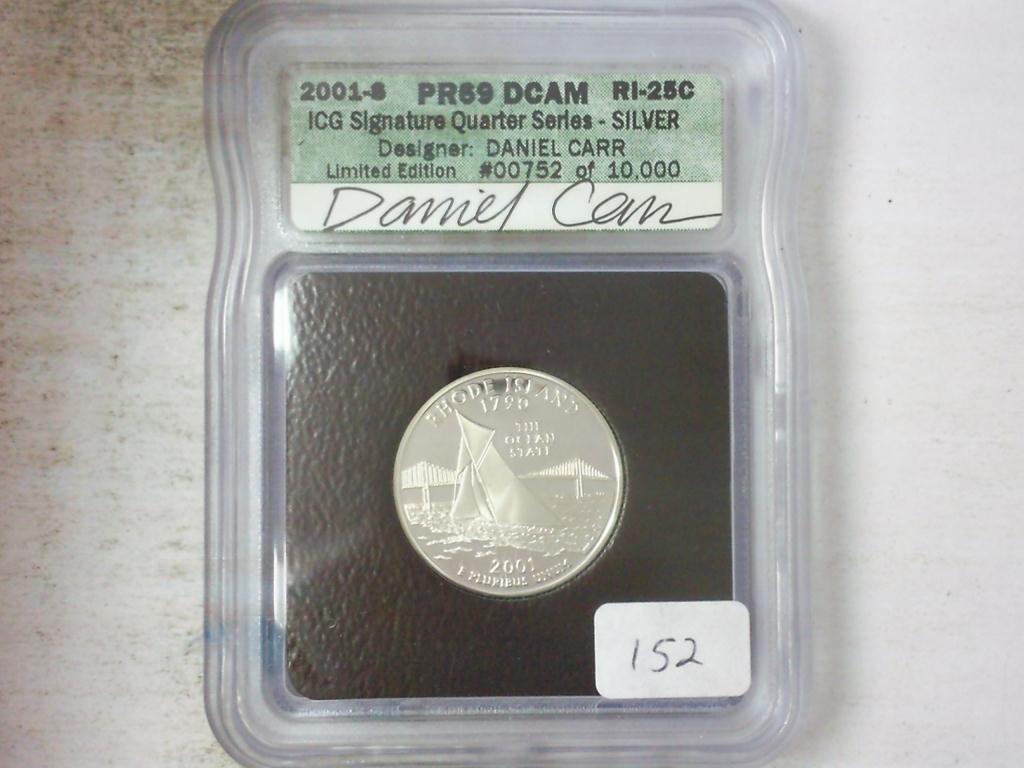 2001-S PR69 DCAM RI-25C
ICG Signature Quarter Series - SILVER
Designer: DANIEL CARR
Limited Edition #00752 of 10,000
Daniel Carr
RHODE ISLAND
1790
THE
OCEAN
STATE
2001
E PLURIBUS UNUM
152